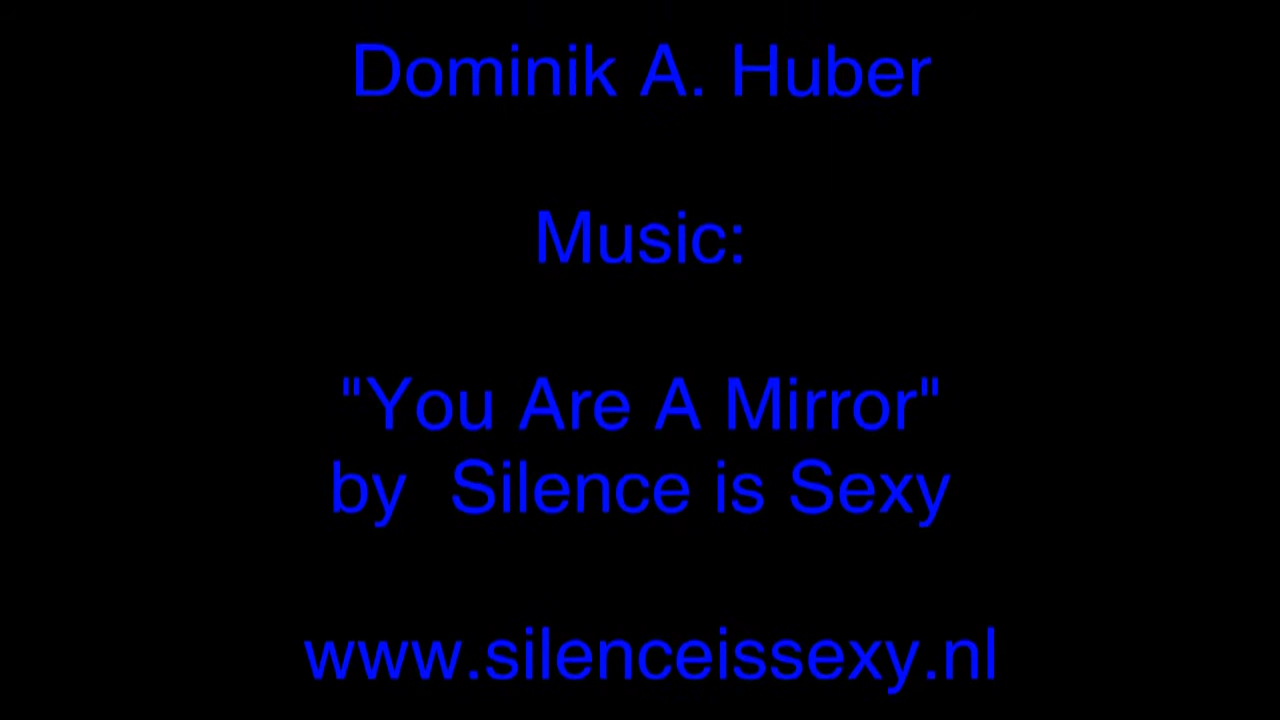 Dominik A. Huber
Music:
"You Are A Mirror"
by  Silence is Sexy
www.silenceissexy.nl